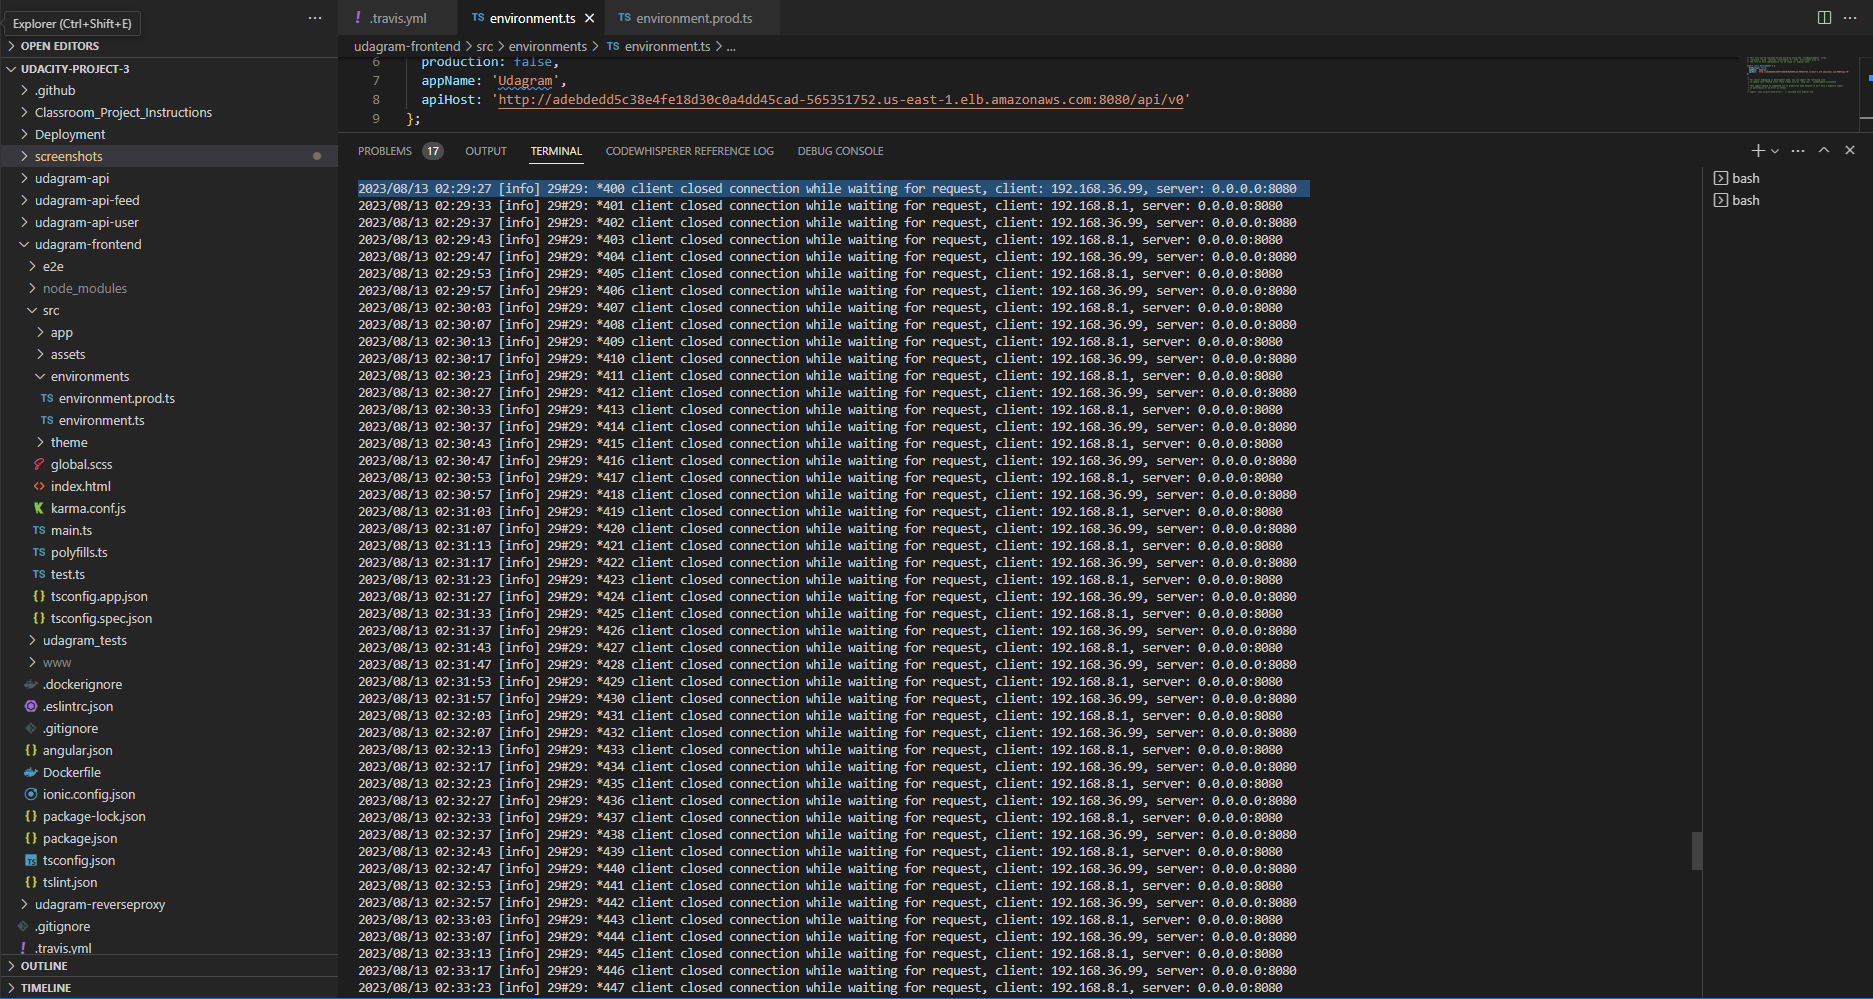 Explorer (Ctrl+Shift+E)
...
OPEN EDITORS
UDACITY-PROJECT-3
.github
Classroom_Project_Instructions
Deployment
screenshots
udagram-api
udagram-api-feed
udagram-api-user
udagram-frontend
e2e
node_modules
src
app
assets
environments
TS environment.prod.ts
TS environment.ts
theme
global.scss
<> index.html
karma.conf.js
TS main.ts
TS polyfills.ts
TS test.ts
{} tsconfig.app.json
{} tsconfig.spec.json
udagram_tests
www
.dockerignore
.eslintrc.json
.gitignore
{} angular.json
Dockerfile
ionic.config.json
{} package-lock.json
{} package.json
TS tsconfig.json
{} tslint.json
udagram-reverseproxy
.gitignore
! .travis.yml
OUTLINE
TIMELINE
! .travis.yml
TS environment.ts ×
TS environment.prod.ts
...
udagram-frontend > src > environments > TS environment.ts > ...
6 production: false,
7 appName: 'Udagram',
8 apiHost: 'http://adebdedd5c38e4fe18d30c0a4dd45cad-565351752.us-east-1.elb.amazonaws.com:8080/api/v0'
9 };
PROBLEMS 17 OUTPUT TERMINAL CODEWHISPERER REFERENCE LOG DEBUG CONSOLE
2023/08/13 02:29:27 [info] 29#29: *400 client closed connection while waiting for request, client: 192.168.36.99, server: 0.0.0.0:8080
2023/08/13 02:29:33 [info] 29#29: *401 client closed connection while waiting for request, client: 192.168.8.1, server: 0.0.0.0:8080
2023/08/13 02:29:37 [info] 29#29: *402 client closed connection while waiting for request, client: 192.168.36.99, server: 0.0.0.0:8080
2023/08/13 02:29:43 [info] 29#29: *403 client closed connection while waiting for request, client: 192.168.8.1, server: 0.0.0.0:8080
2023/08/13 02:29:47 [info] 29#29: *404 client closed connection while waiting for request, client: 192.168.36.99, server: 0.0.0.0:8080
2023/08/13 02:29:53 [info] 29#29: *405 client closed connection while waiting for request, client: 192.168.8.1, server: 0.0.0.0:8080
2023/08/13 02:29:57 [info] 29#29: *406 client closed connection while waiting for request, client: 192.168.36.99, server: 0.0.0.0:8080
2023/08/13 02:30:03 [info] 29#29: *407 client closed connection while waiting for request, client: 192.168.8.1, server: 0.0.0.0:8080
2023/08/13 02:30:07 [info] 29#29: *408 client closed connection while waiting for request, client: 192.168.36.99, server: 0.0.0.0:8080
2023/08/13 02:30:13 [info] 29#29: *409 client closed connection while waiting for request, client: 192.168.8.1, server: 0.0.0.0:8080
2023/08/13 02:30:17 [info] 29#29: *410 client closed connection while waiting for request, client: 192.168.36.99, server: 0.0.0.0:8080
2023/08/13 02:30:23 [info] 29#29: *411 client closed connection while waiting for request, client: 192.168.8.1, server: 0.0.0.0:8080
2023/08/13 02:30:27 [info] 29#29: *412 client closed connection while waiting for request, client: 192.168.36.99, server: 0.0.0.0:8080
2023/08/13 02:30:33 [info] 29#29: *413 client closed connection while waiting for request, client: 192.168.8.1, server: 0.0.0.0:8080
2023/08/13 02:30:37 [info] 29#29: *414 client closed connection while waiting for request, client: 192.168.36.99, server: 0.0.0.0:8080
2023/08/13 02:30:43 [info] 29#29: *415 client closed connection while waiting for request, client: 192.168.8.1, server: 0.0.0.0:8080
2023/08/13 02:30:47 [info] 29#29: *416 client closed connection while waiting for request, client: 192.168.36.99, server: 0.0.0.0:8080
2023/08/13 02:30:53 [info] 29#29: *417 client closed connection while waiting for request, client: 192.168.8.1, server: 0.0.0.0:8080
2023/08/13 02:30:57 [info] 29#29: *418 client closed connection while waiting for request, client: 192.168.36.99, server: 0.0.0.0:8080
2023/08/13 02:31:03 [info] 29#29: *419 client closed connection while waiting for request, client: 192.168.8.1, server: 0.0.0.0:8080
2023/08/13 02:31:07 [info] 29#29: *420 client closed connection while waiting for request, client: 192.168.36.99, server: 0.0.0.0:8080
2023/08/13 02:31:13 [info] 29#29: *421 client closed connection while waiting for request, client: 192.168.8.1, server: 0.0.0.0:8080
2023/08/13 02:31:17 [info] 29#29: *422 client closed connection while waiting for request, client: 192.168.36.99, server: 0.0.0.0:8080
2023/08/13 02:31:23 [info] 29#29: *423 client closed connection while waiting for request, client: 192.168.8.1, server: 0.0.0.0:8080
2023/08/13 02:31:27 [info] 29#29: *424 client closed connection while waiting for request, client: 192.168.36.99, server: 0.0.0.0:8080
2023/08/13 02:31:33 [info] 29#29: *425 client closed connection while waiting for request, client: 192.168.8.1, server: 0.0.0.0:8080
2023/08/13 02:31:37 [info] 29#29: *426 client closed connection while waiting for request, client: 192.168.36.99, server: 0.0.0.0:8080
2023/08/13 02:31:43 [info] 29#29: *427 client closed connection while waiting for request, client: 192.168.8.1, server: 0.0.0.0:8080
2023/08/13 02:31:47 [info] 29#29: *428 client closed connection while waiting for request, client: 192.168.36.99, server: 0.0.0.0:8080
2023/08/13 02:31:53 [info] 29#29: *429 client closed connection while waiting for request, client: 192.168.8.1, server: 0.0.0.0:8080
2023/08/13 02:31:57 [info] 29#29: *430 client closed connection while waiting for request, client: 192.168.36.99, server: 0.0.0.0:8080
2023/08/13 02:32:03 [info] 29#29: *431 client closed connection while waiting for request, client: 192.168.8.1, server: 0.0.0.0:8080
2023/08/13 02:32:07 [info] 29#29: *432 client closed connection while waiting for request, client: 192.168.36.99, server: 0.0.0.0:8080
2023/08/13 02:32:13 [info] 29#29: *433 client closed connection while waiting for request, client: 192.168.8.1, server: 0.0.0.0:8080
2023/08/13 02:32:17 [info] 29#29: *434 client closed connection while waiting for request, client: 192.168.36.99, server: 0.0.0.0:8080
2023/08/13 02:32:23 [info] 29#29: *435 client closed connection while waiting for request, client: 192.168.8.1, server: 0.0.0.0:8080
2023/08/13 02:32:27 [info] 29#29: *436 client closed connection while waiting for request, client: 192.168.36.99, server: 0.0.0.0:8080
2023/08/13 02:32:33 [info] 29#29: *437 client closed connection while waiting for request, client: 192.168.8.1, server: 0.0.0.0:8080
2023/08/13 02:32:37 [info] 29#29: *438 client closed connection while waiting for request, client: 192.168.36.99, server: 0.0.0.0:8080
2023/08/13 02:32:43 [info] 29#29: *439 client closed connection while waiting for request, client: 192.168.8.1, server: 0.0.0.0:8080
2023/08/13 02:32:47 [info] 29#29: *440 client closed connection while waiting for request, client: 192.168.36.99, server: 0.0.0.0:8080
2023/08/13 02:32:53 [info] 29#29: *441 client closed connection while waiting for request, client: 192.168.8.1, server: 0.0.0.0:8080
2023/08/13 02:32:57 [info] 29#29: *442 client closed connection while waiting for request, client: 192.168.36.99, server: 0.0.0.0:8080
2023/08/13 02:33:03 [info] 29#29: *443 client closed connection while waiting for request, client: 192.168.8.1, server: 0.0.0.0:8080
2023/08/13 02:33:07 [info] 29#29: *444 client closed connection while waiting for request, client: 192.168.36.99, server: 0.0.0.0:8080
2023/08/13 02:33:13 [info] 29#29: *445 client closed connection while waiting for request, client: 192.168.8.1, server: 0.0.0.0:8080
2023/08/13 02:33:17 [info] 29#29: *446 client closed connection while waiting for request, client: 192.168.36.99, server: 0.0.0.0:8080
2023/08/13 02:33:23 [info] 29#29: *447 client closed connection while waiting for request, client: 192.168.8.1, server: 0.0.0.0:8080
bash
bash